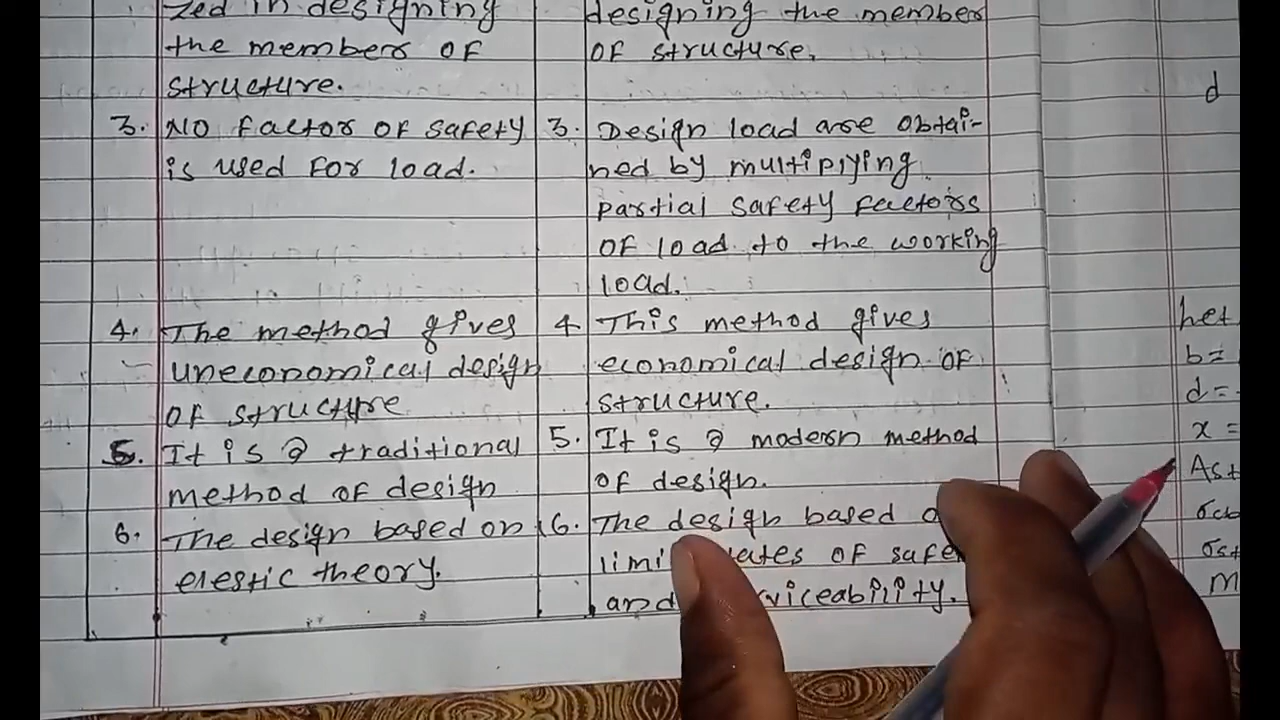 zed in designing
the members of
structure.
3. No factor of safety
is used for load.
4. The method gives
uneconomical design
of structure
5. It is a traditional
method of design
6. The design based on
elestic theory.
designing the member
of structure.
3. Design load are obtai-
ned by multiplying
partial safety factors
of load to the working
load.
4 This method gives
economical design of
structure.
5. It is a modern method
of design.
6. The design based
of safe
and
d
b=
d=
x =
Ast
m